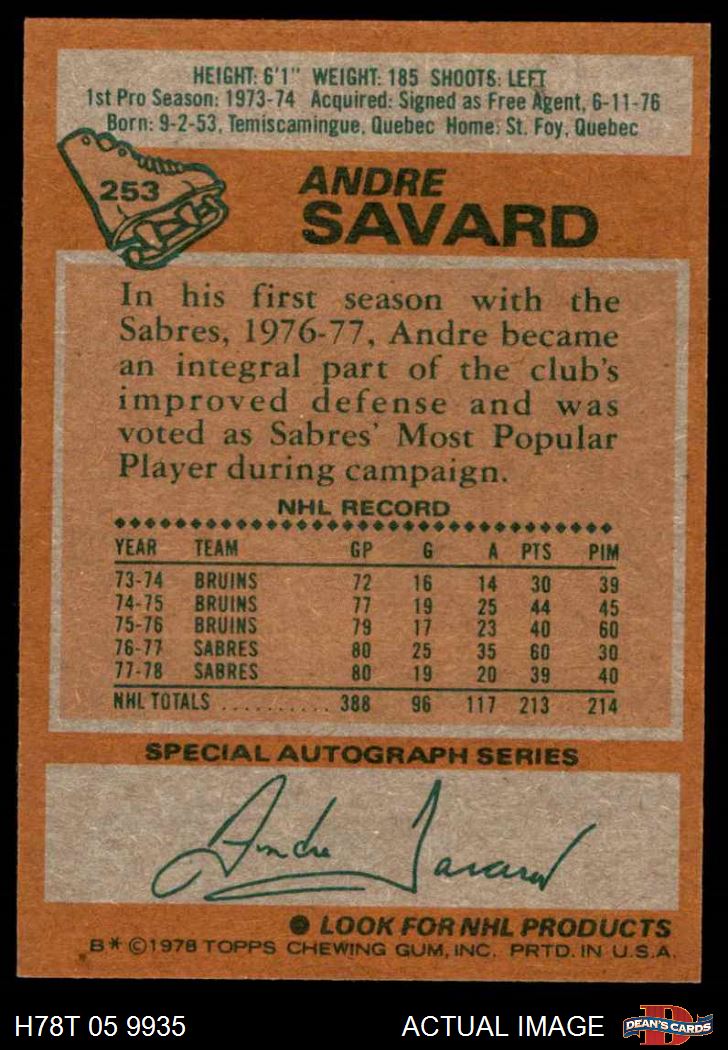 HEIGHT: 6'1" WEIGHT: 185 SHOOTS: LEFT
1st Pro Season: 1973-74 Acquired: Signed as Free Agent, 6-11-76
Born: 9-2-53, Temiscamingue, Quebec Home: St. Foy, Quebec
253
ANDRE
SAVARD
In his first season with the
Sabres, 1976-77, Andre became
an integral part of the club's
improved defense and was
voted as Sabres' Most Popular
Player during campaign.
NHL RECORD
YEAR TEAM GP G A PTS PIM
73-74 BRUINS 72 16 14 30 39
74-75 BRUINS 77 19 25 44 45
75-76 BRUINS 79 17 23 40 60
76-77 SABRES 80 25 35 60 30
77-78 SABRES 80 19 20 39 40
NHL TOTALS .......... 388 96 117 213 214
SPECIAL AUTOGRAPH SERIES
Andre Savard
● LOOK FOR NHL PRODUCTS
B* ©1978 TOPPS CHEWING GUM, INC. PRTD. IN U.S.A.
H78T 05 9935 ACTUAL IMAGE D DEAN'S CARDS